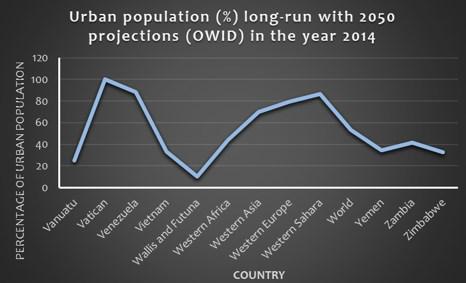 Urban population (%) long-run with 2050
projections (OWID) in the year 2014
PERCENTAGE OF URBAN POPULATION
120
100
80
60
40
20
0
Vanuatu
Vatican
Venezuela
Vietnam
Wallis and Futuna
Western Africa
Western Asia
Western Europe
Western Sahara
World
Yemen
Zambia
Zimbabwe
COUNTRY